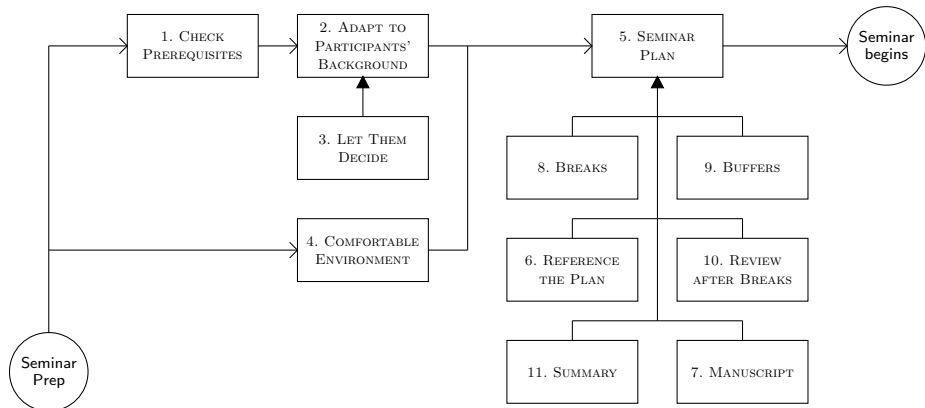 1. Check
Prerequisites
2. Adapt to
Participants'
Background
5. Seminar
Plan
Seminar
begins
3. Let Them
Decide
8. Breaks
9. Buffers
4. Comfortable
Environment
6. Reference
the Plan
10. Review
after Breaks
Seminar
Prep
11. Summary
7. Manuscript